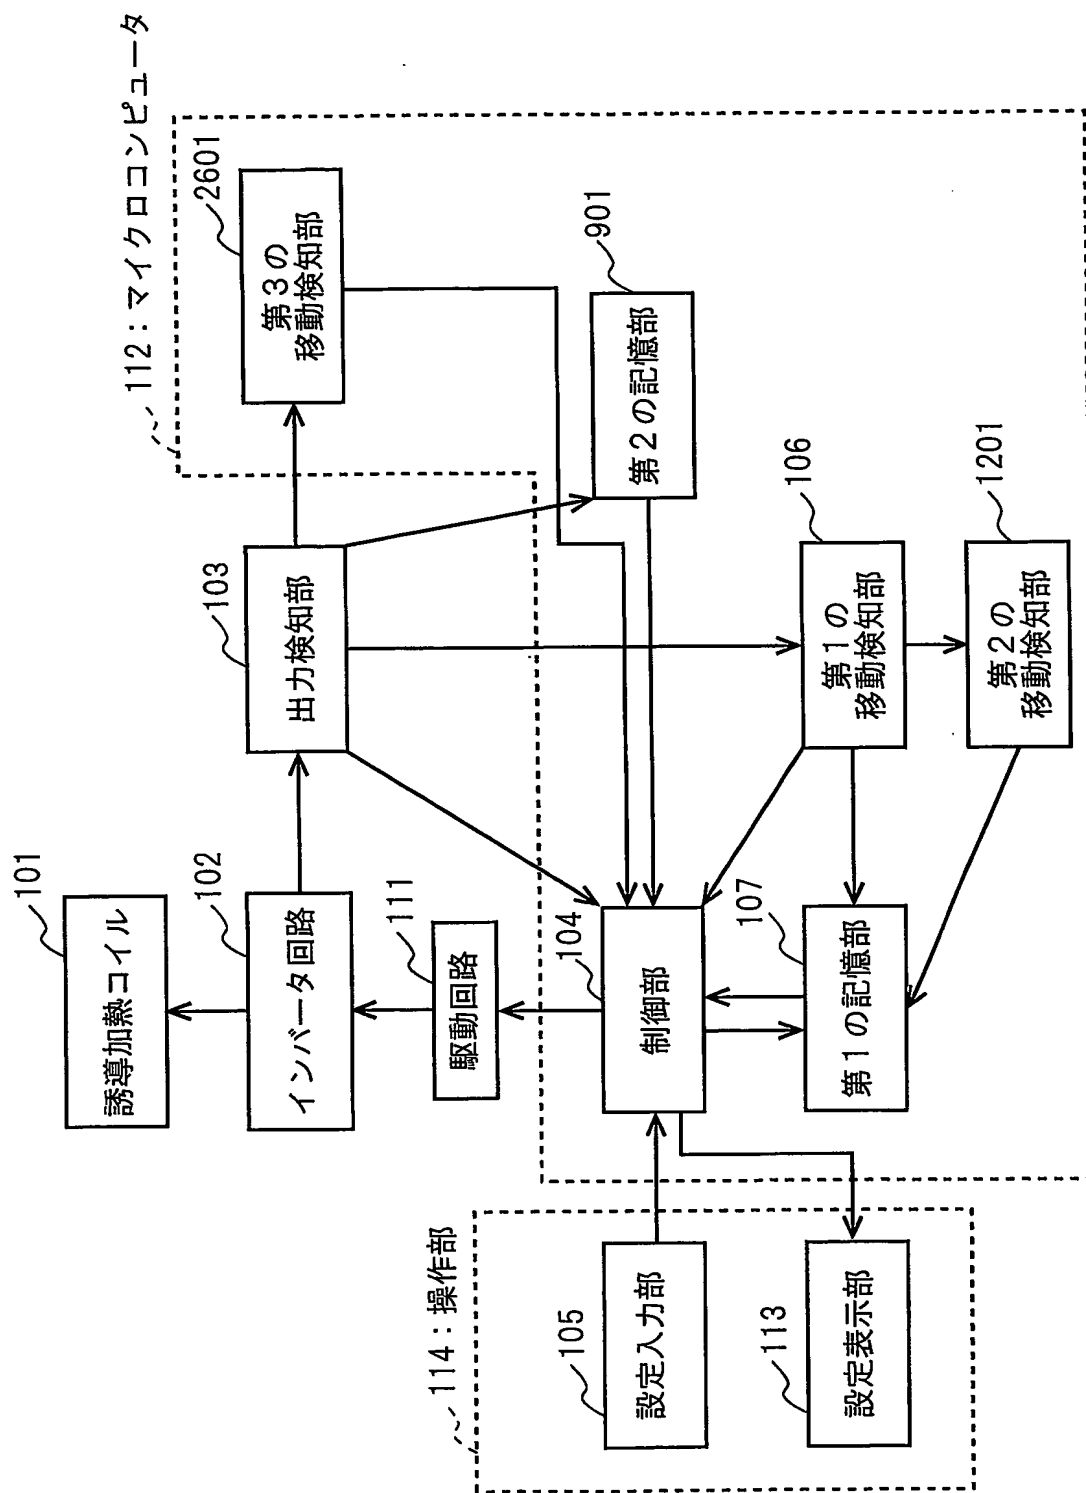 101
誘導加熱コイル
102
インバータ回路
111
駆動回路
103
出力検知部
112：マイクロコンピュータ
2601
第3の
移動検知部
901
第2の記憶部
104
制御部
107
第1の記憶部
106
第1の
移動検知部
1201
第2の
移動検知部
114：操作部
105
設定入力部
113
設定表示部